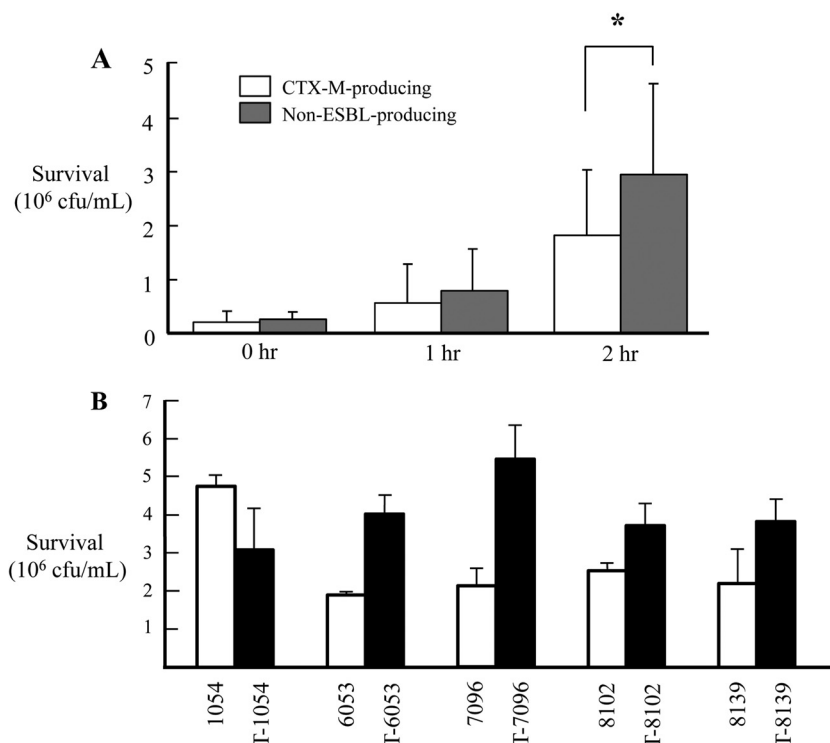 *
A
5
CTX-M-producing
Non-ESBL-producing
4
Survival
(10⁶ cfu/mL)
3
2
1
0
0 hr 1 hr 2 hr
B
7
6
5
Survival
(10⁶ cfu/mL)
4
3
2
1
1054 T-1054 6053 T-6053 7096 T-7096 8102 T-8102 8139 T-8139